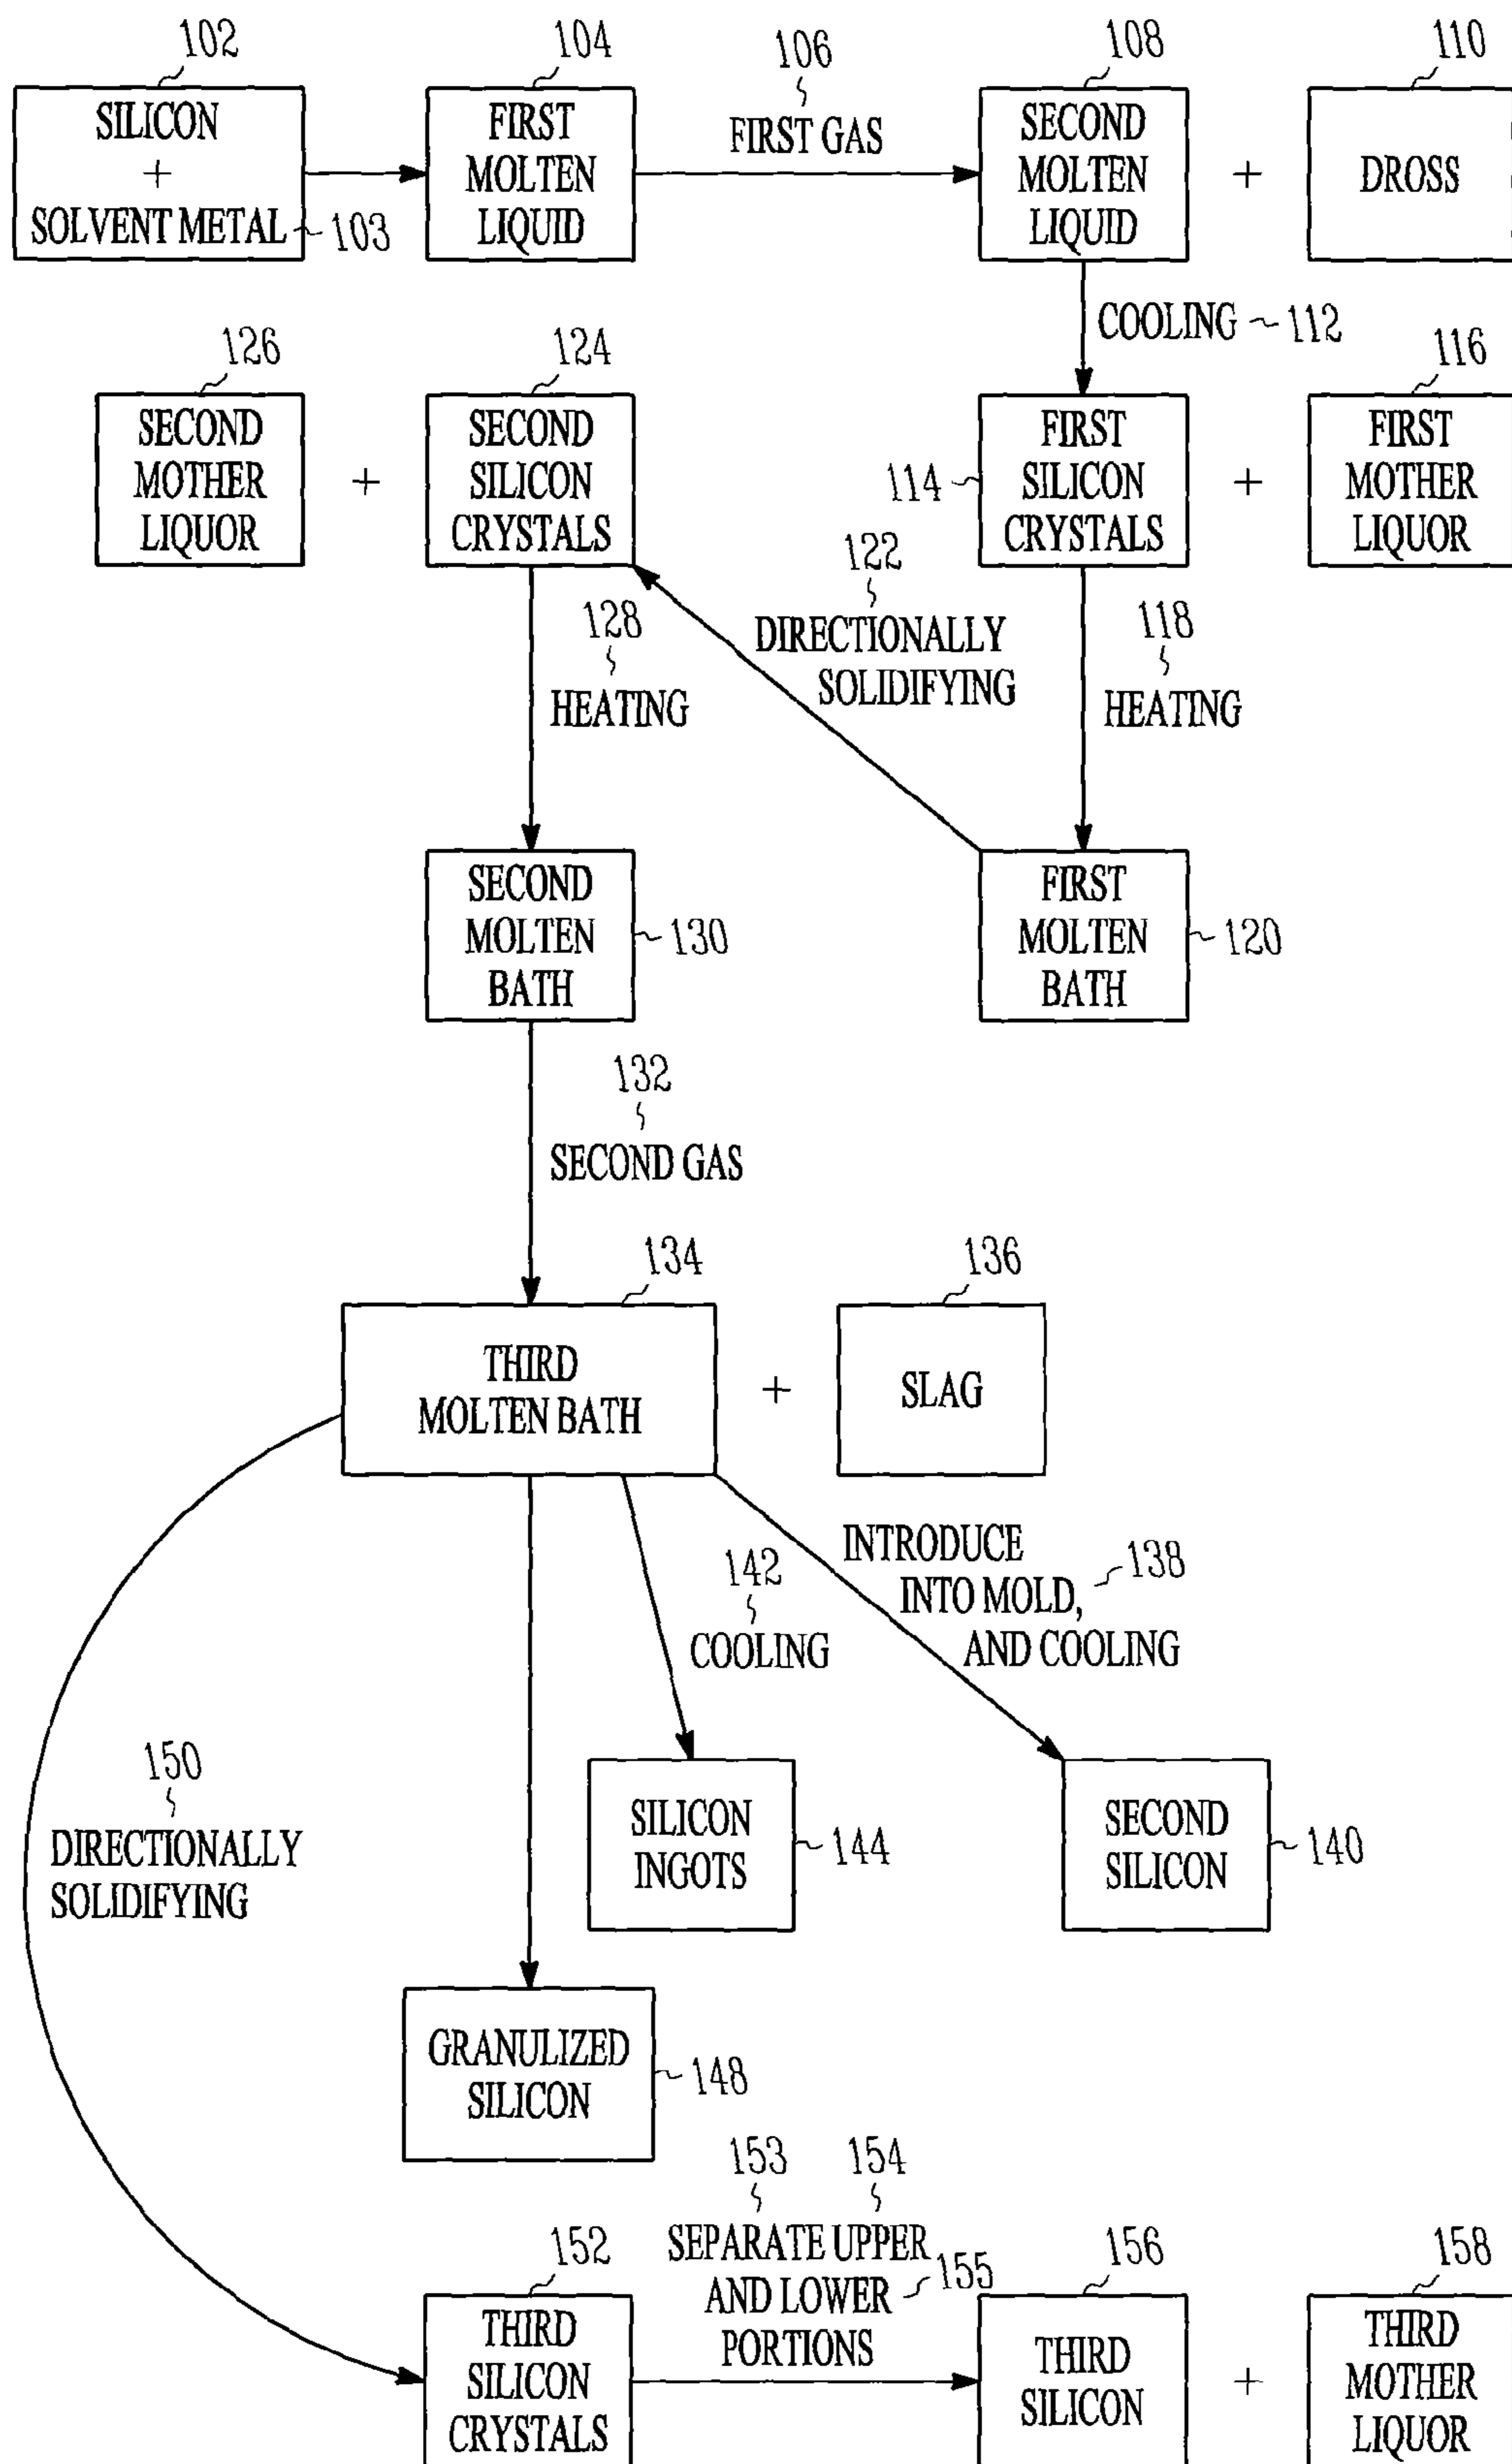 102
SILICON
+
SOLVENT METAL
103
104
FIRST
MOLTEN
LIQUID
106
FIRST GAS
108
SECOND
MOLTEN
LIQUID
+
110
DROSS
COOLING
112
126
SECOND
MOTHER
LIQUOR
+
124
SECOND
SILICON
CRYSTALS
114
FIRST
SILICON
CRYSTALS
+
116
FIRST
MOTHER
LIQUOR
122
DIRECTIONALLY
SOLIDIFYING
128
HEATING
118
HEATING
SECOND
MOLTEN
BATH
130
FIRST
MOLTEN
BATH
120
132
SECOND GAS
134
THIRD
MOLTEN BATH
+
136
SLAG
142
COOLING
INTRODUCE
INTO MOLD,
AND COOLING
138
150
DIRECTIONALLY
SOLIDIFYING
SILICON
INGOTS
144
SECOND
SILICON
140
GRANULIZED
SILICON
148
152
THIRD
SILICON
CRYSTALS
153
154
SEPARATE UPPER
AND LOWER
PORTIONS
155
156
THIRD
SILICON
+
158
THIRD
MOTHER
LIQUOR